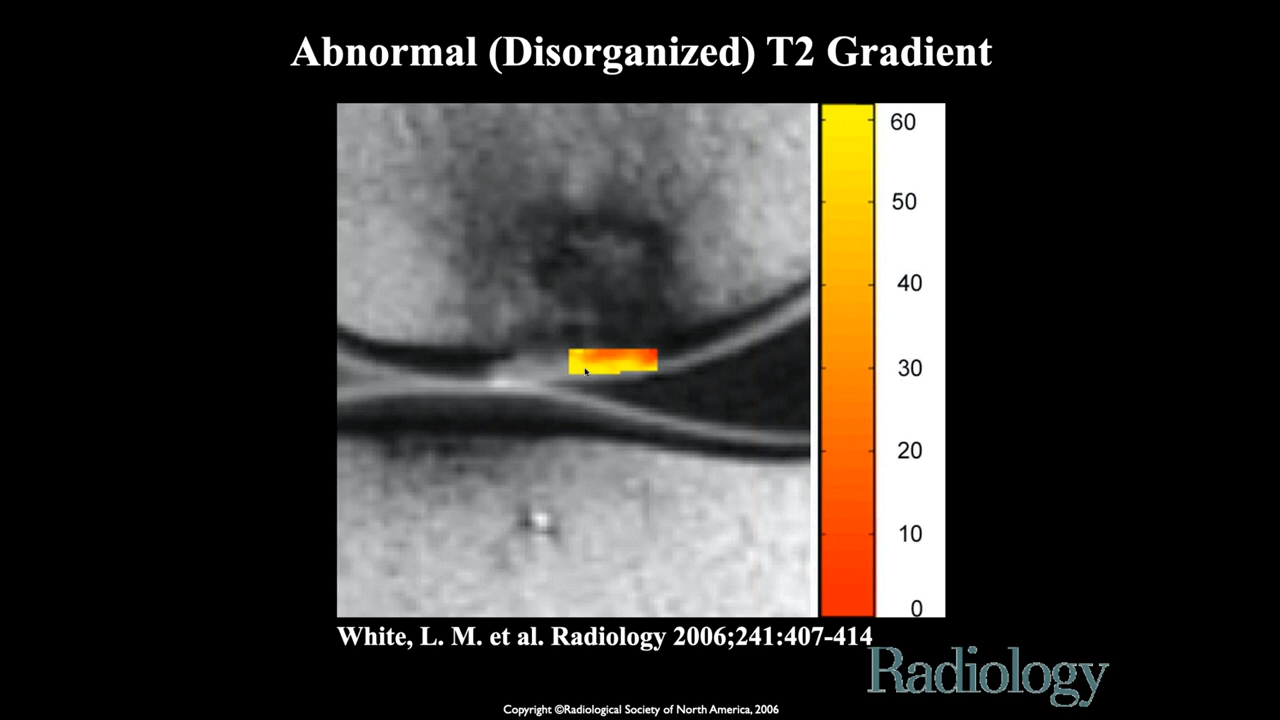 Abnormal (Disorganized) T2 Gradient
60
50
40
30
20
10
0
White, L. M. et al. Radiology 2006;241:407-414
Radiology
Copyright ©Radiological Society of North America, 2006